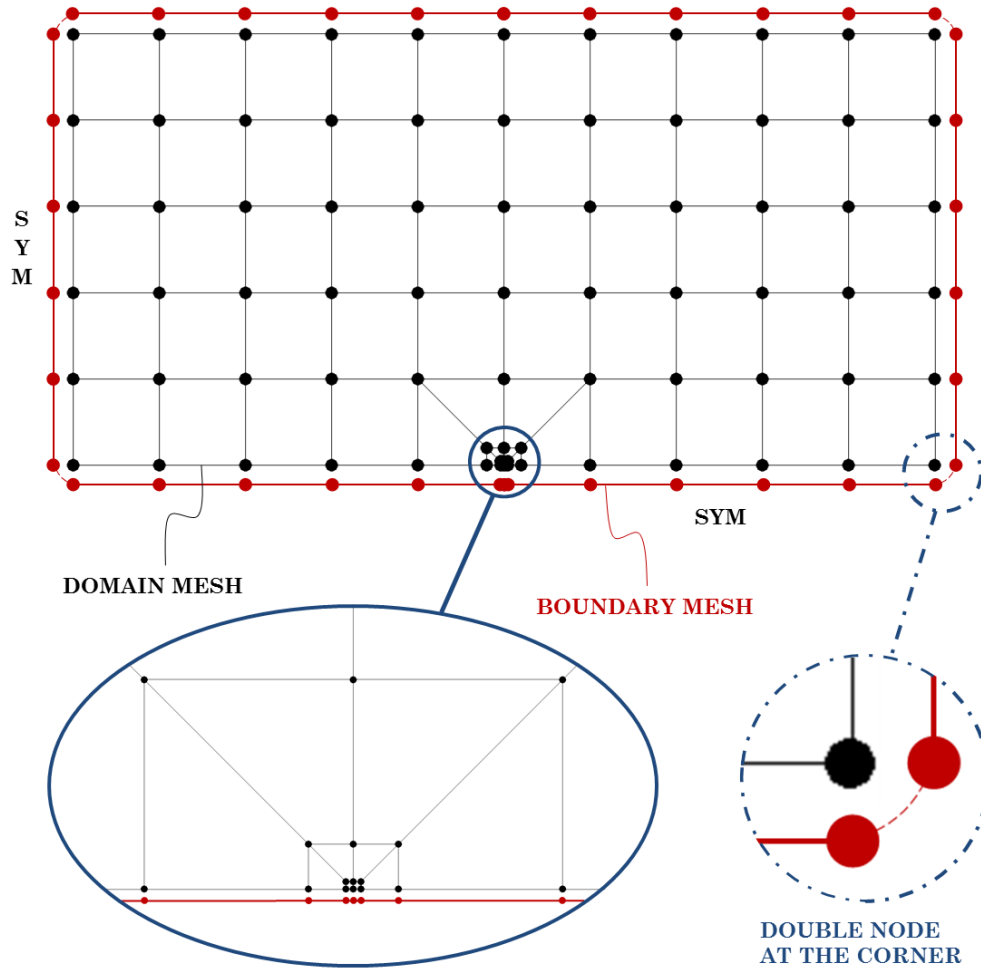 S
Y
M
SYM
DOMAIN MESH
BOUNDARY MESH
DOUBLE NODE
AT THE CORNER